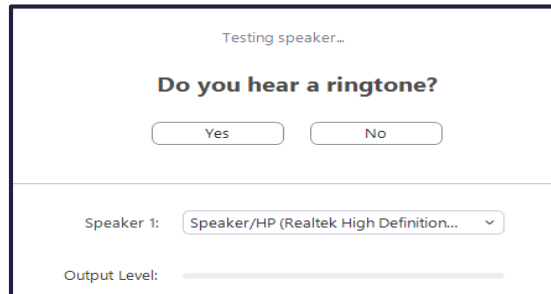 Testing speaker...
Do you hear a ringtone?
Yes No
Speaker 1: Speaker/HP (Realtek High Definition...
Output Level: